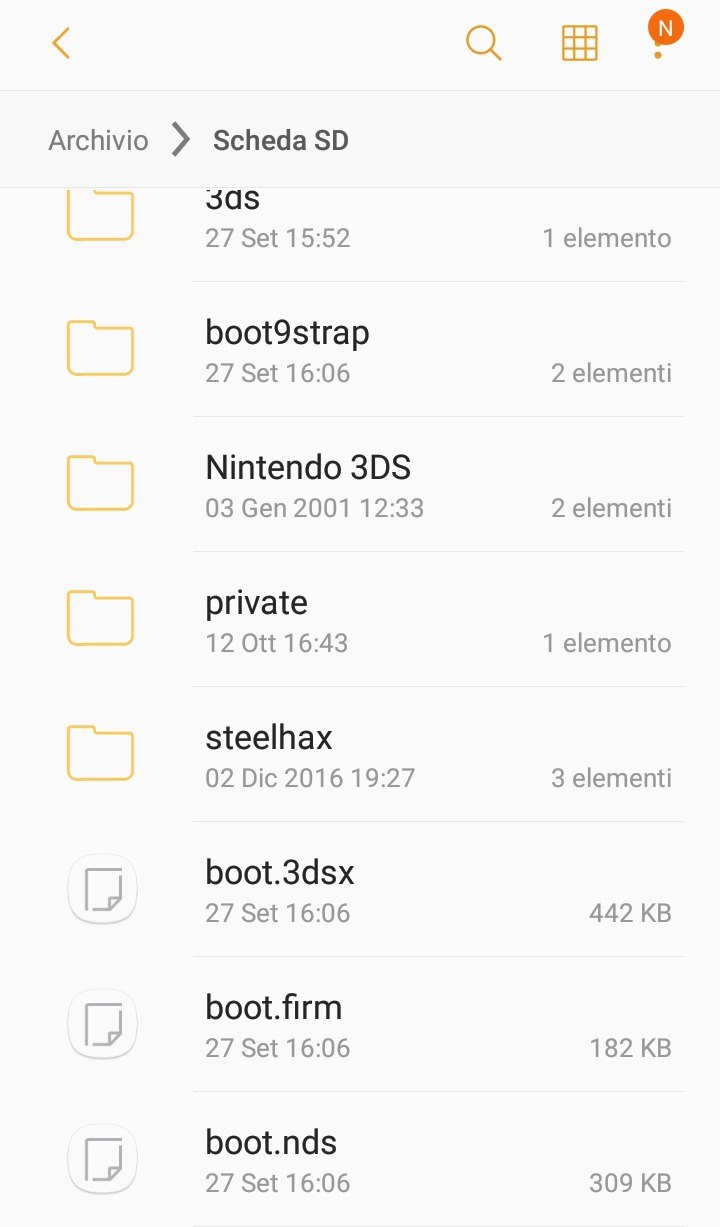 N
Archivio > Scheda SD
3ds
27 Set 15:52 1 elemento
boot9strap
27 Set 16:06 2 elementi
Nintendo 3DS
03 Gen 2001 12:33 2 elementi
private
12 Ott 16:43 1 elemento
steelhax
02 Dic 2016 19:27 3 elementi
boot.3dsx
27 Set 16:06 442 KB
boot.firm
27 Set 16:06 182 KB
boot.nds
27 Set 16:06 309 KB